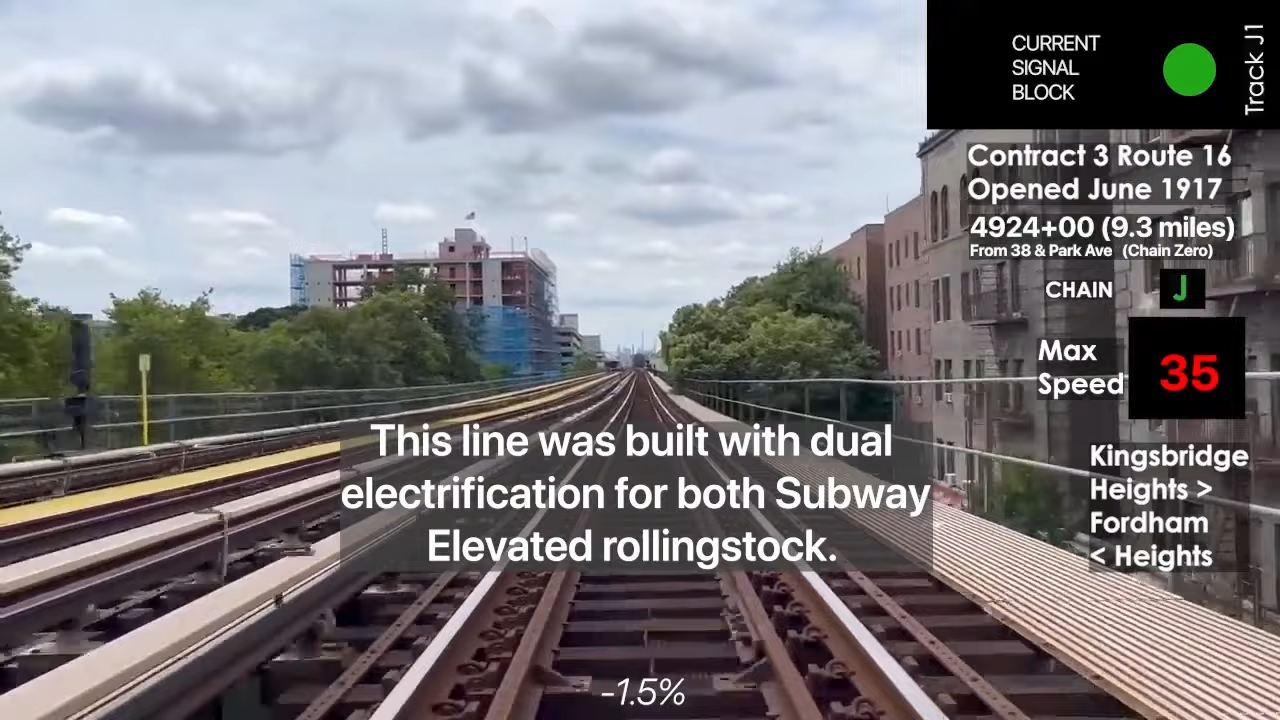 CURRENT
SIGNAL
BLOCK
Track J1
Contract 3 Route 16
Opened June 1917
4924+00 (9.3 miles)
From 38 & Park Ave (Chain Zero)
CHAIN J
Max
Speed
35
Kingsbridge
Heights >
Fordham
< Heights
This line was built with dual
electrification for both Subway
Elevated rollingstock.
-1.5%